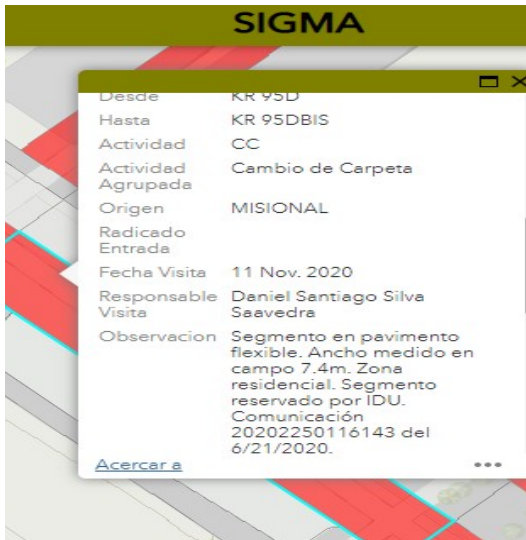 SIGMA
Desde KR 95D
Hasta KR 95DBIS
Actividad CC
Actividad Cambio de Carpeta
Agrupada
Origen MISIONAL
Radicado
Entrada
Fecha Visita 11 Nov. 2020
Responsable Daniel Santiago Silva
Visita Saavedra
Observacion Segmento en pavimento
flexible. Ancho medido en
campo 7.4m. Zona
residencial. Segmento
reservado por IDU.
Comunicación
20202250116143 del
6/21/2020.
Acercar a